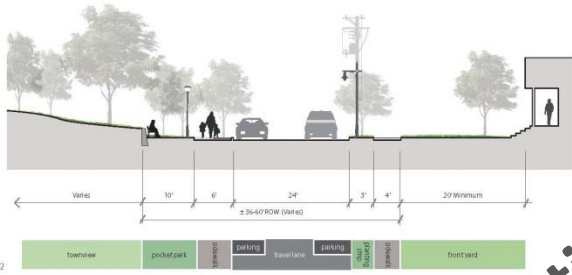 Varies 10' 6' 24' 3' 4' 20' Minimum
± 36-60' ROW (Varies)
townview pocket park sidewalk parking travel lane parking planting strip sidewalk front yard
2